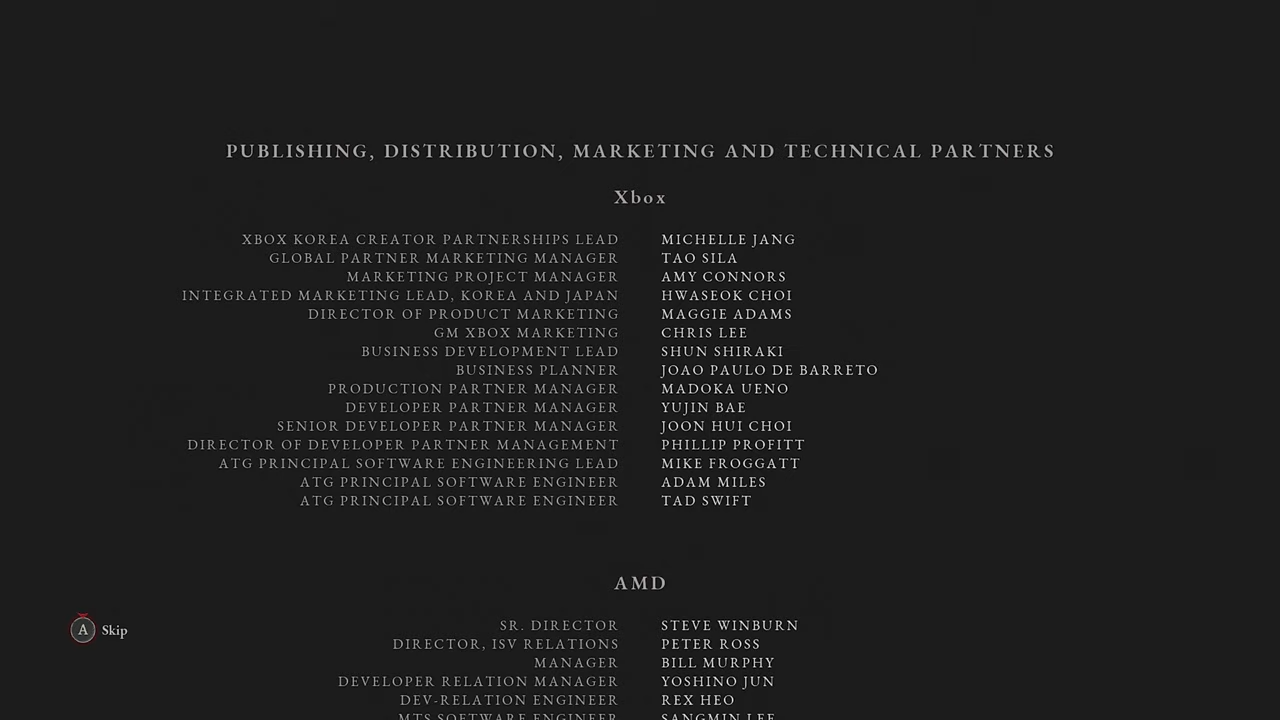 PUBLISHING, DISTRIBUTION, MARKETING AND TECHNICAL PARTNERS
Xbox
XBOX KOREA CREATOR PARTNERSHIPS LEAD MICHELLE JANG
GLOBAL PARTNER MARKETING MANAGER TAO SILA
MARKETING PROJECT MANAGER AMY CONNORS
INTEGRATED MARKETING LEAD, KOREA AND JAPAN HWASEOK CHOI
DIRECTOR OF PRODUCT MARKETING MAGGIE ADAMS
GM XBOX MARKETING CHRIS LEE
BUSINESS DEVELOPMENT LEAD SHUN SHIRAKI
BUSINESS PLANNER JOAO PAULO DE BARRETO
PRODUCTION PARTNER MANAGER MADOKA UENO
DEVELOPER PARTNER MANAGER YUJIN BAE
SENIOR DEVELOPER PARTNER MANAGER JOON HUI CHOI
DIRECTOR OF DEVELOPER PARTNER MANAGEMENT PHILLIP PROFITT
ATG PRINCIPAL SOFTWARE ENGINEERING LEAD MIKE FROGGATT
ATG PRINCIPAL SOFTWARE ENGINEER ADAM MILES
ATG PRINCIPAL SOFTWARE ENGINEER TAD SWIFT
AMD
SR. DIRECTOR STEVE WINBURN
A Skip
DIRECTOR, ISV RELATIONS PETER ROSS
MANAGER BILL MURPHY
DEVELOPER RELATION MANAGER YOSHINO JUN
DEV-RELATION ENGINEER REX HEO
MTS SOFTWARE ENGINEER SANGMIN LEE